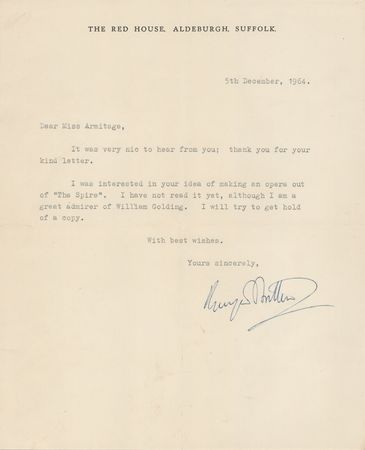 THE RED HOUSE, ALDEBURGH, SUFFOLK.
5th December, 1964.
Dear Miss Armitage,
It was very nic to hear from you; thank you for your
kind letter.
I was interested in your idea of making an opera out
of "The Spire". I have not read it yet, although I am a
great admirer of William Golding. I will try to get hold
of a copy.
With best wishes.
Yours sincerely,
Benjamin Britten